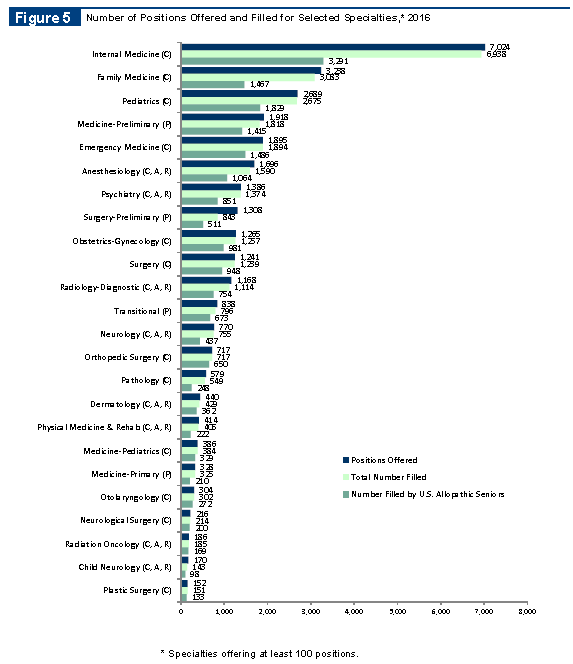 Figure 5 Number of Positions Offered and Filled for Selected Specialties,* 2016
Internal Medicine (C) 7,024
6,938
3,291
Family Medicine (C) 3,238
3,083
1,467
Pediatrics (C) 2,689
2,675
1,829
Medicine-Preliminary (P) 1,918
1,818
1,415
Emergency Medicine (C) 1,895
1,894
1,486
Anesthesiology (C, A, R) 1,696
1,590
1,064
Psychiatry (C, A, R) 1,386
1,374
851
Surgery-Preliminary (P) 1,308
843
511
Obstetrics-Gynecology (C) 1,265
1,257
981
Surgery (C) 1,241
1,239
948
Radiology-Diagnostic (C, A, R) 1,168
1,114
754
Transitional (P) 838
796
673
Neurology (C, A, R) 770
755
437
Orthopedic Surgery (C) 717
717
650
Pathology (C) 579
549
248
Dermatology (C, A, R) 440
429
362
Physical Medicine & Rehab (C, A, R) 414
405
222
Medicine-Pediatrics (C) 386
384
329
Medicine-Primary (P) 328
325
210
Otolaryngology (C) 304
302
272
Neurological Surgery (C) 216
214
200
Radiation Oncology (C, A, R) 186
185
169
Child Neurology (C, A, R) 170
143
98
Plastic Surgery (C) 152
151
133
Positions Offered
Total Number Filled
Number Filled by U.S. Allopathic Seniors
0 1,000 2,000 3,000 4,000 5,000 6,000 7,000 8,000
* Specialties offering at least 100 positions.